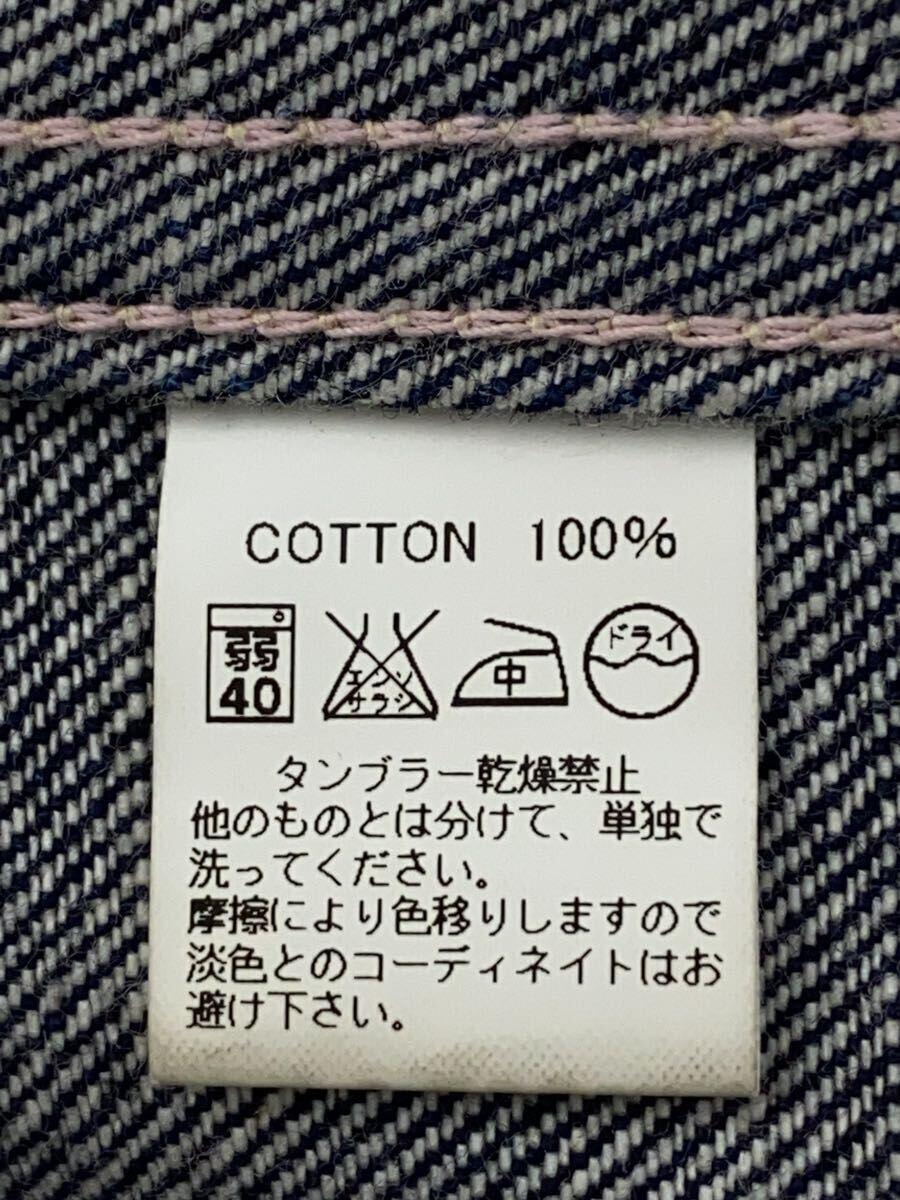 COTTON 100%
弱 エンソ 中 ドライ
40 サラシ
タンブラー乾燥禁止
他のものとは分けて、単独で
洗ってください。
摩擦により色移りしますので
淡色とのコーディネイトはお
避け下さい。